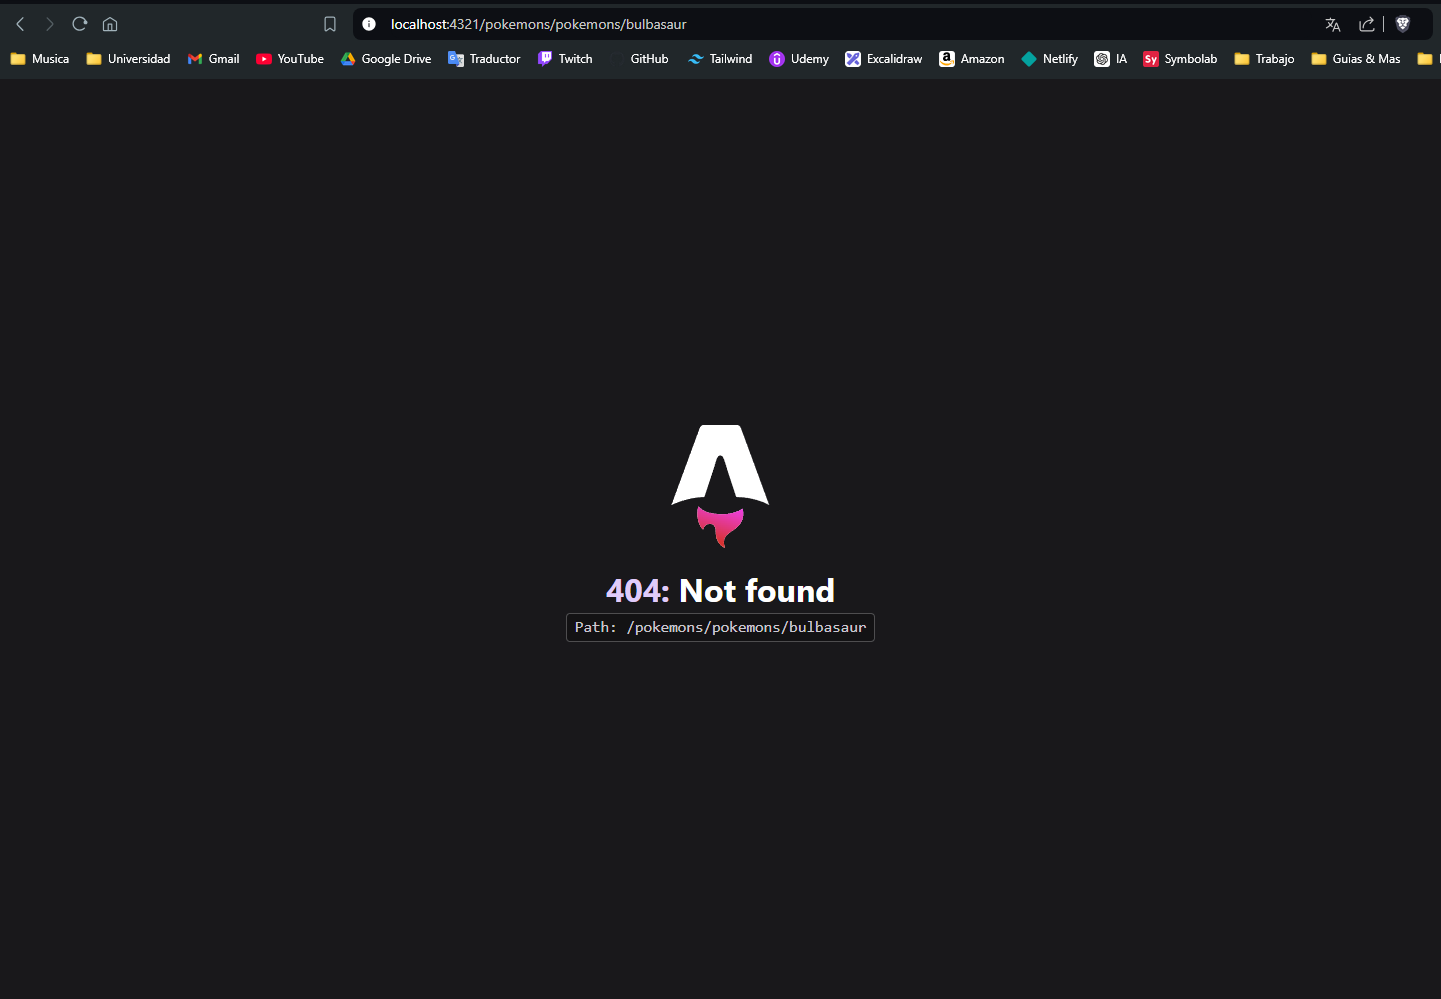 localhost:4321/pokemons/pokemons/bulbasaur
Musica Universidad Gmail YouTube Google Drive Traductor Twitch GitHub Tailwind Udemy Excalidraw Amazon Netlify IA Sy Symbolab Trabajo Guias & Mas
404: Not found
Path: /pokemons/pokemons/bulbasaur